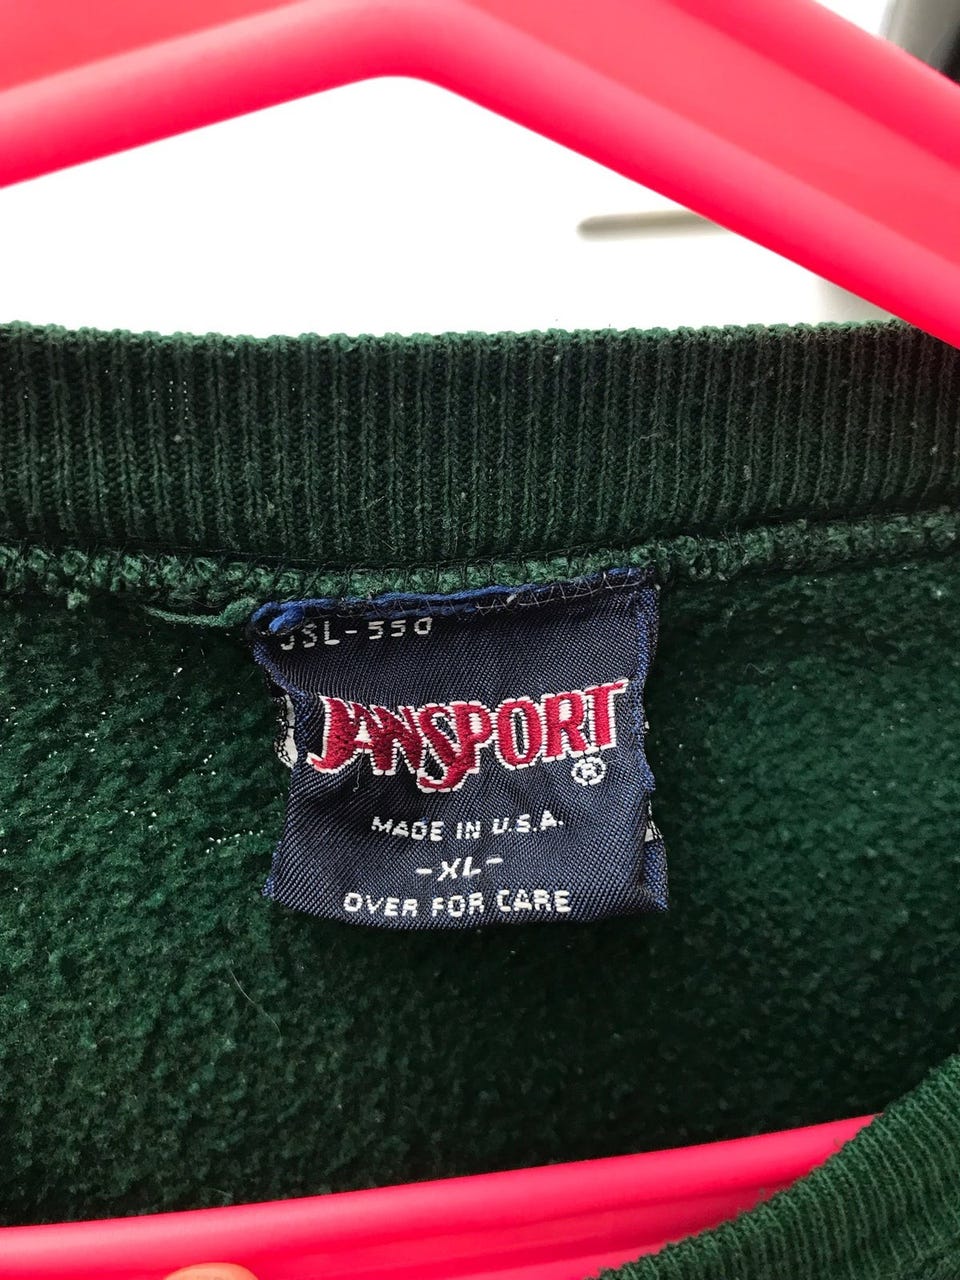 JSL-550
JANSPORT
®
MADE IN U.S.A.
-XL-
OVER FOR CARE